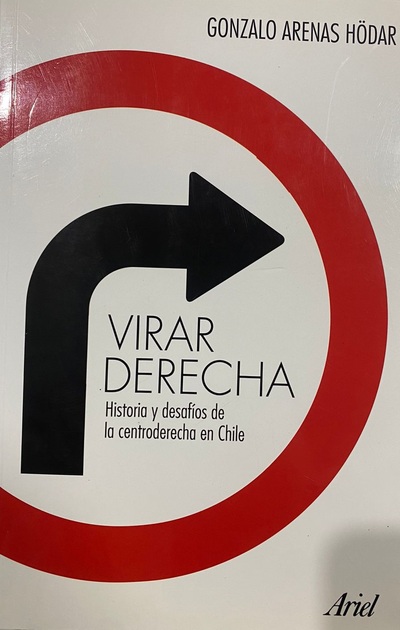 GONZALO ARENAS HÖDAR
VIRAR
DERECHA
Historia y desafíos de
la centroderecha en Chile
Ariel